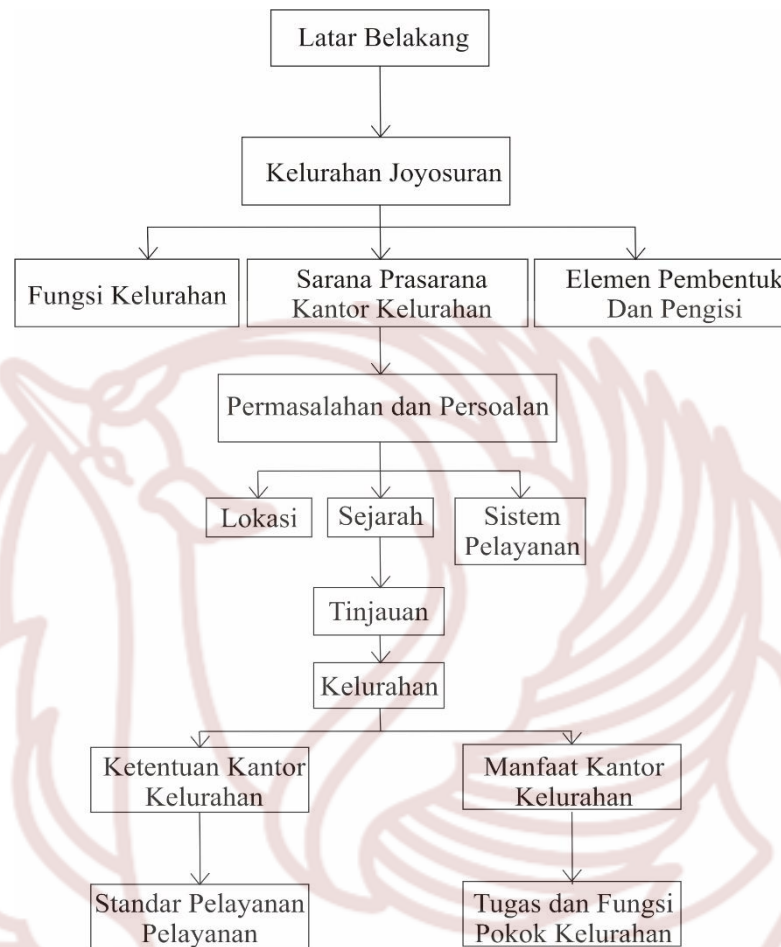 Latar Belakang
Kelurahan Joyosuran
Fungsi Kelurahan
Sarana Prasarana
Kantor Kelurahan
Elemen Pembentuk
Dan Pengisi
Permasalahan dan Persoalan
Lokasi
Sejarah
Sistem
Pelayanan
Tinjauan
Kelurahan
Ketentuan Kantor
Kelurahan
Manfaat Kantor
Kelurahan
Standar Pelayanan
Pelayanan
Tugas dan Fungsi
Pokok Kelurahan